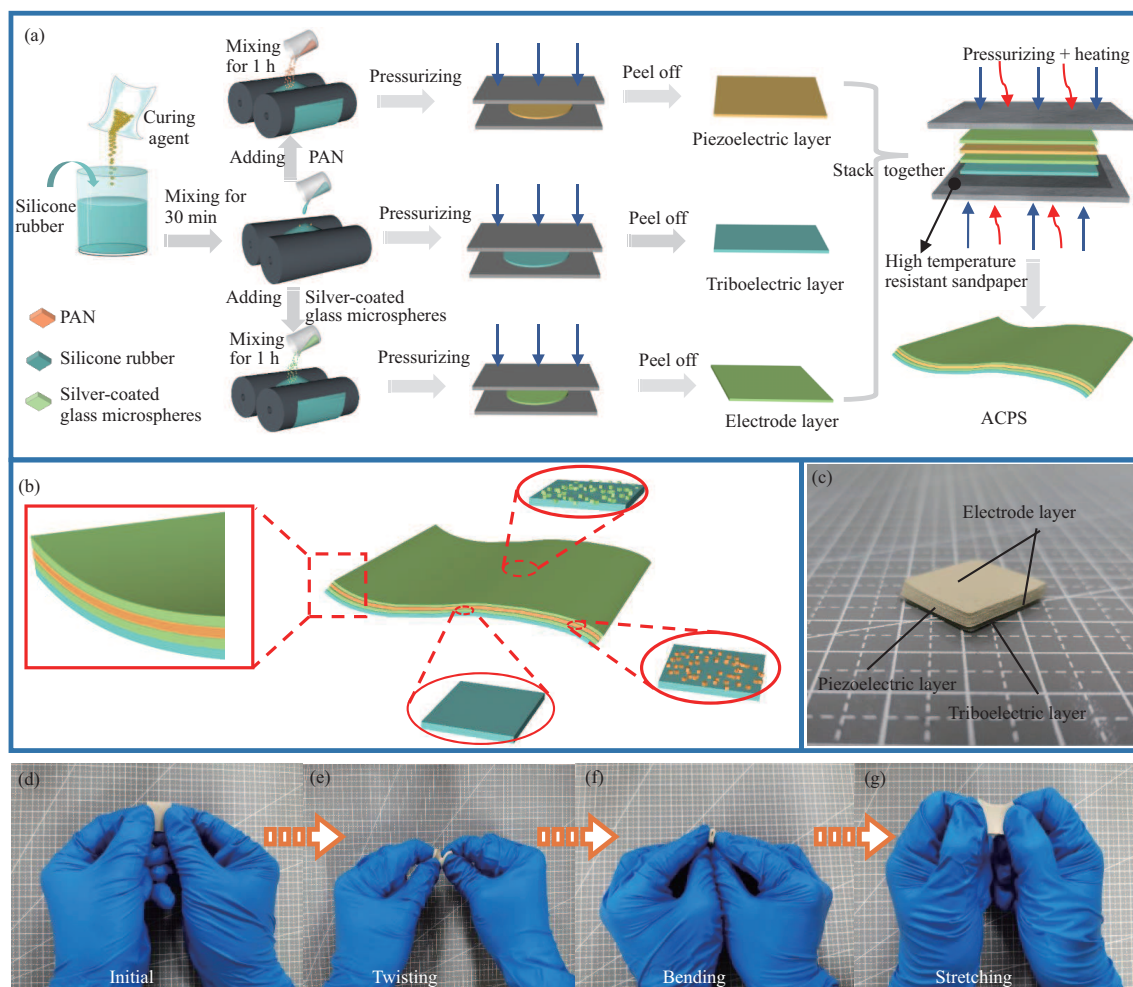 (a)
Mixing
for 1 h
Pressurizing
Peel off
Piezoelectric layer
Pressurizing + heating
Curing
agent
Adding
PAN
Silicone
rubber
Mixing for
30 min
Pressurizing
Peel off
Triboelectric layer
Stack together
High temperature
resistant sandpaper
Adding
Silver-coated
glass microspheres
Mixing
for 1 h
Pressurizing
Peel off
Electrode layer
ACPS
PAN
Silicone rubber
Silver-coated
glass microspheres
(b)
(c)
Electrode layer
Piezoelectric layer
Triboelectric layer
(d)
Initial
(e)
Twisting
(f)
Bending
(g)
Stretching